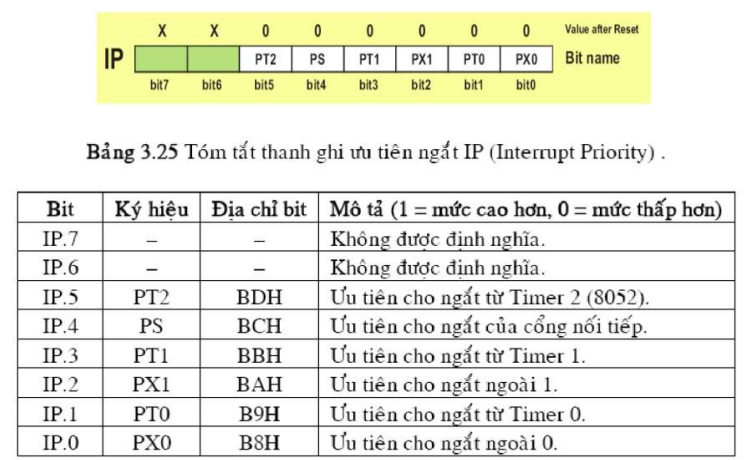 X X 0 0 0 0 0 0 Value after Reset
IP PT2 PS PT1 PX1 PT0 PX0 Bit name
bit7 bit6 bit5 bit4 bit3 bit2 bit1 bit0
Bảng 3.25 Tóm tắt thanh ghi ưu tiên ngắt IP (Interrupt Priority) .
Bit Ký hiệu Địa chỉ bit Mô tả (1 = mức cao hơn, 0 = mức thấp hơn)
IP.7 – – Không được định nghĩa.
IP.6 – – Không được định nghĩa.
IP.5 PT2 BDH Ưu tiên cho ngắt từ Timer 2 (8052).
IP.4 PS BCH Ưu tiên cho ngắt của cổng nối tiếp.
IP.3 PT1 BBH Ưu tiên cho ngắt từ Timer 1.
IP.2 PX1 BAH Ưu tiên cho ngắt ngoài 1.
IP.1 PT0 B9H Ưu tiên cho ngắt từ Timer 0.
IP.0 PX0 B8H Ưu tiên cho ngắt ngoài 0.